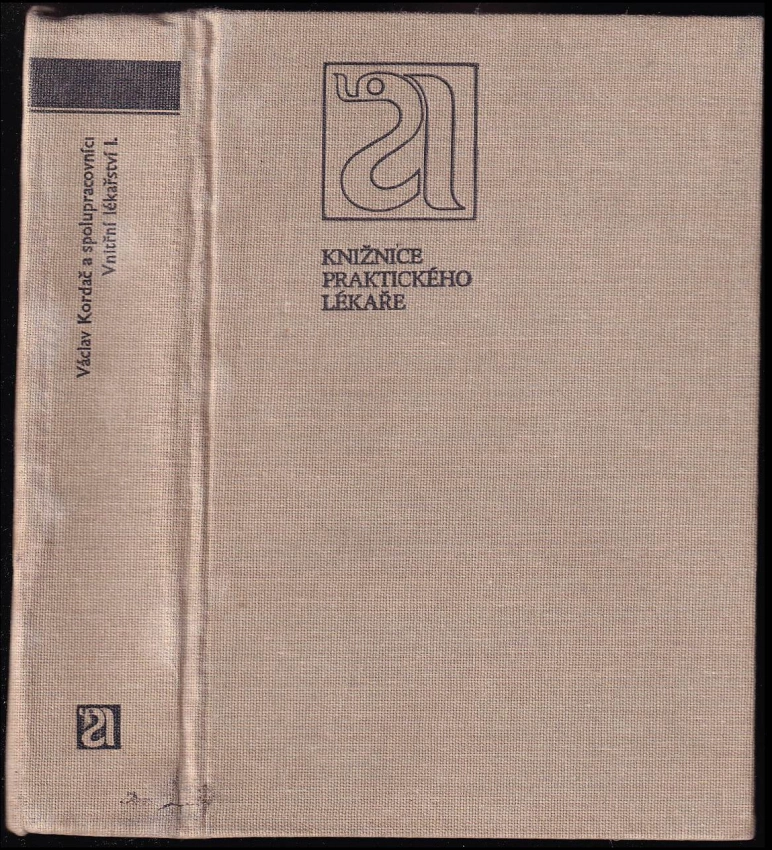 Václav Kordač a spolupracovníci
Vnitřní lékařství I.
KNIŽNICE
PRAKTICKÉHO
LÉKAŘE